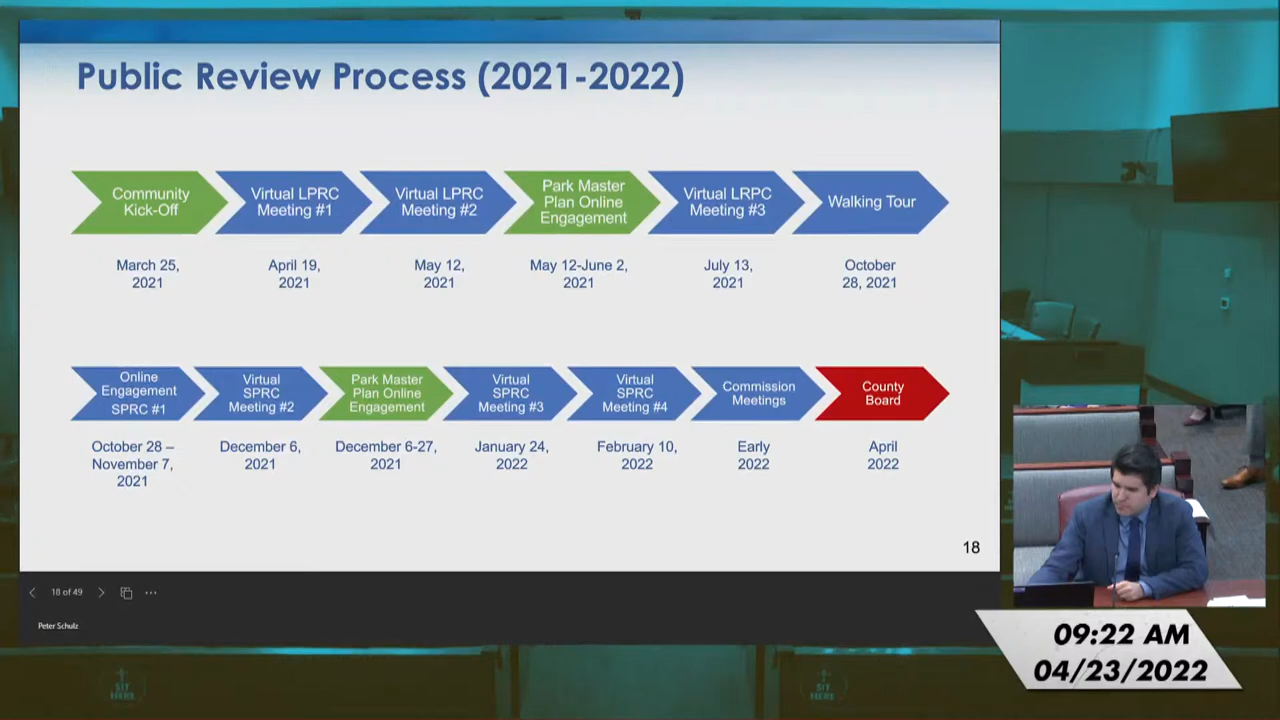 Public Review Process (2021-2022)
Community
Kick-Off
Virtual LPRC
Meeting #1
Virtual LPRC
Meeting #2
Park Master
Plan Online
Engagement
Virtual LRPC
Meeting #3
Walking Tour
March 25,
2021
April 19,
2021
May 12,
2021
May 12-June 2,
2021
July 13,
2021
October
28, 2021
Online
Engagement
SPRC #1
Virtual
SPRC
Meeting #2
Park Master
Plan Online
Engagement
Virtual
SPRC
Meeting #3
Virtual
SPRC
Meeting #4
Commission
Meetings
County
Board
October 28 –
November 7,
2021
December 6,
2021
December 6-27,
2021
January 24,
2022
February 10,
2022
Early
2022
April
2022
18
18 of 49
Peter Schulz
09:22 AM
04/23/2022
SIT
HERE
SIT
HERE